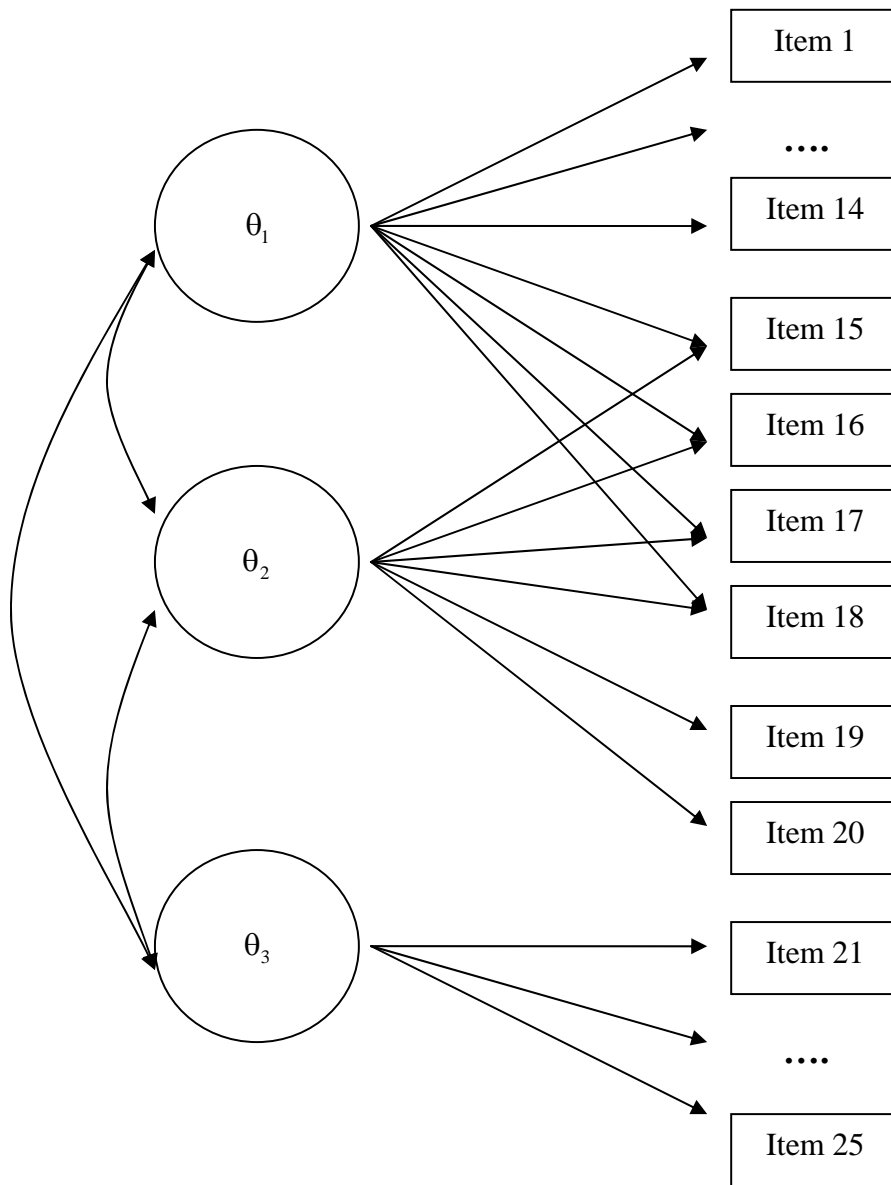 Item 1
....
θ₁
Item 14
Item 15
Item 16
Item 17
θ₂
Item 18
Item 19
Item 20
θ₃
Item 21
....
Item 25